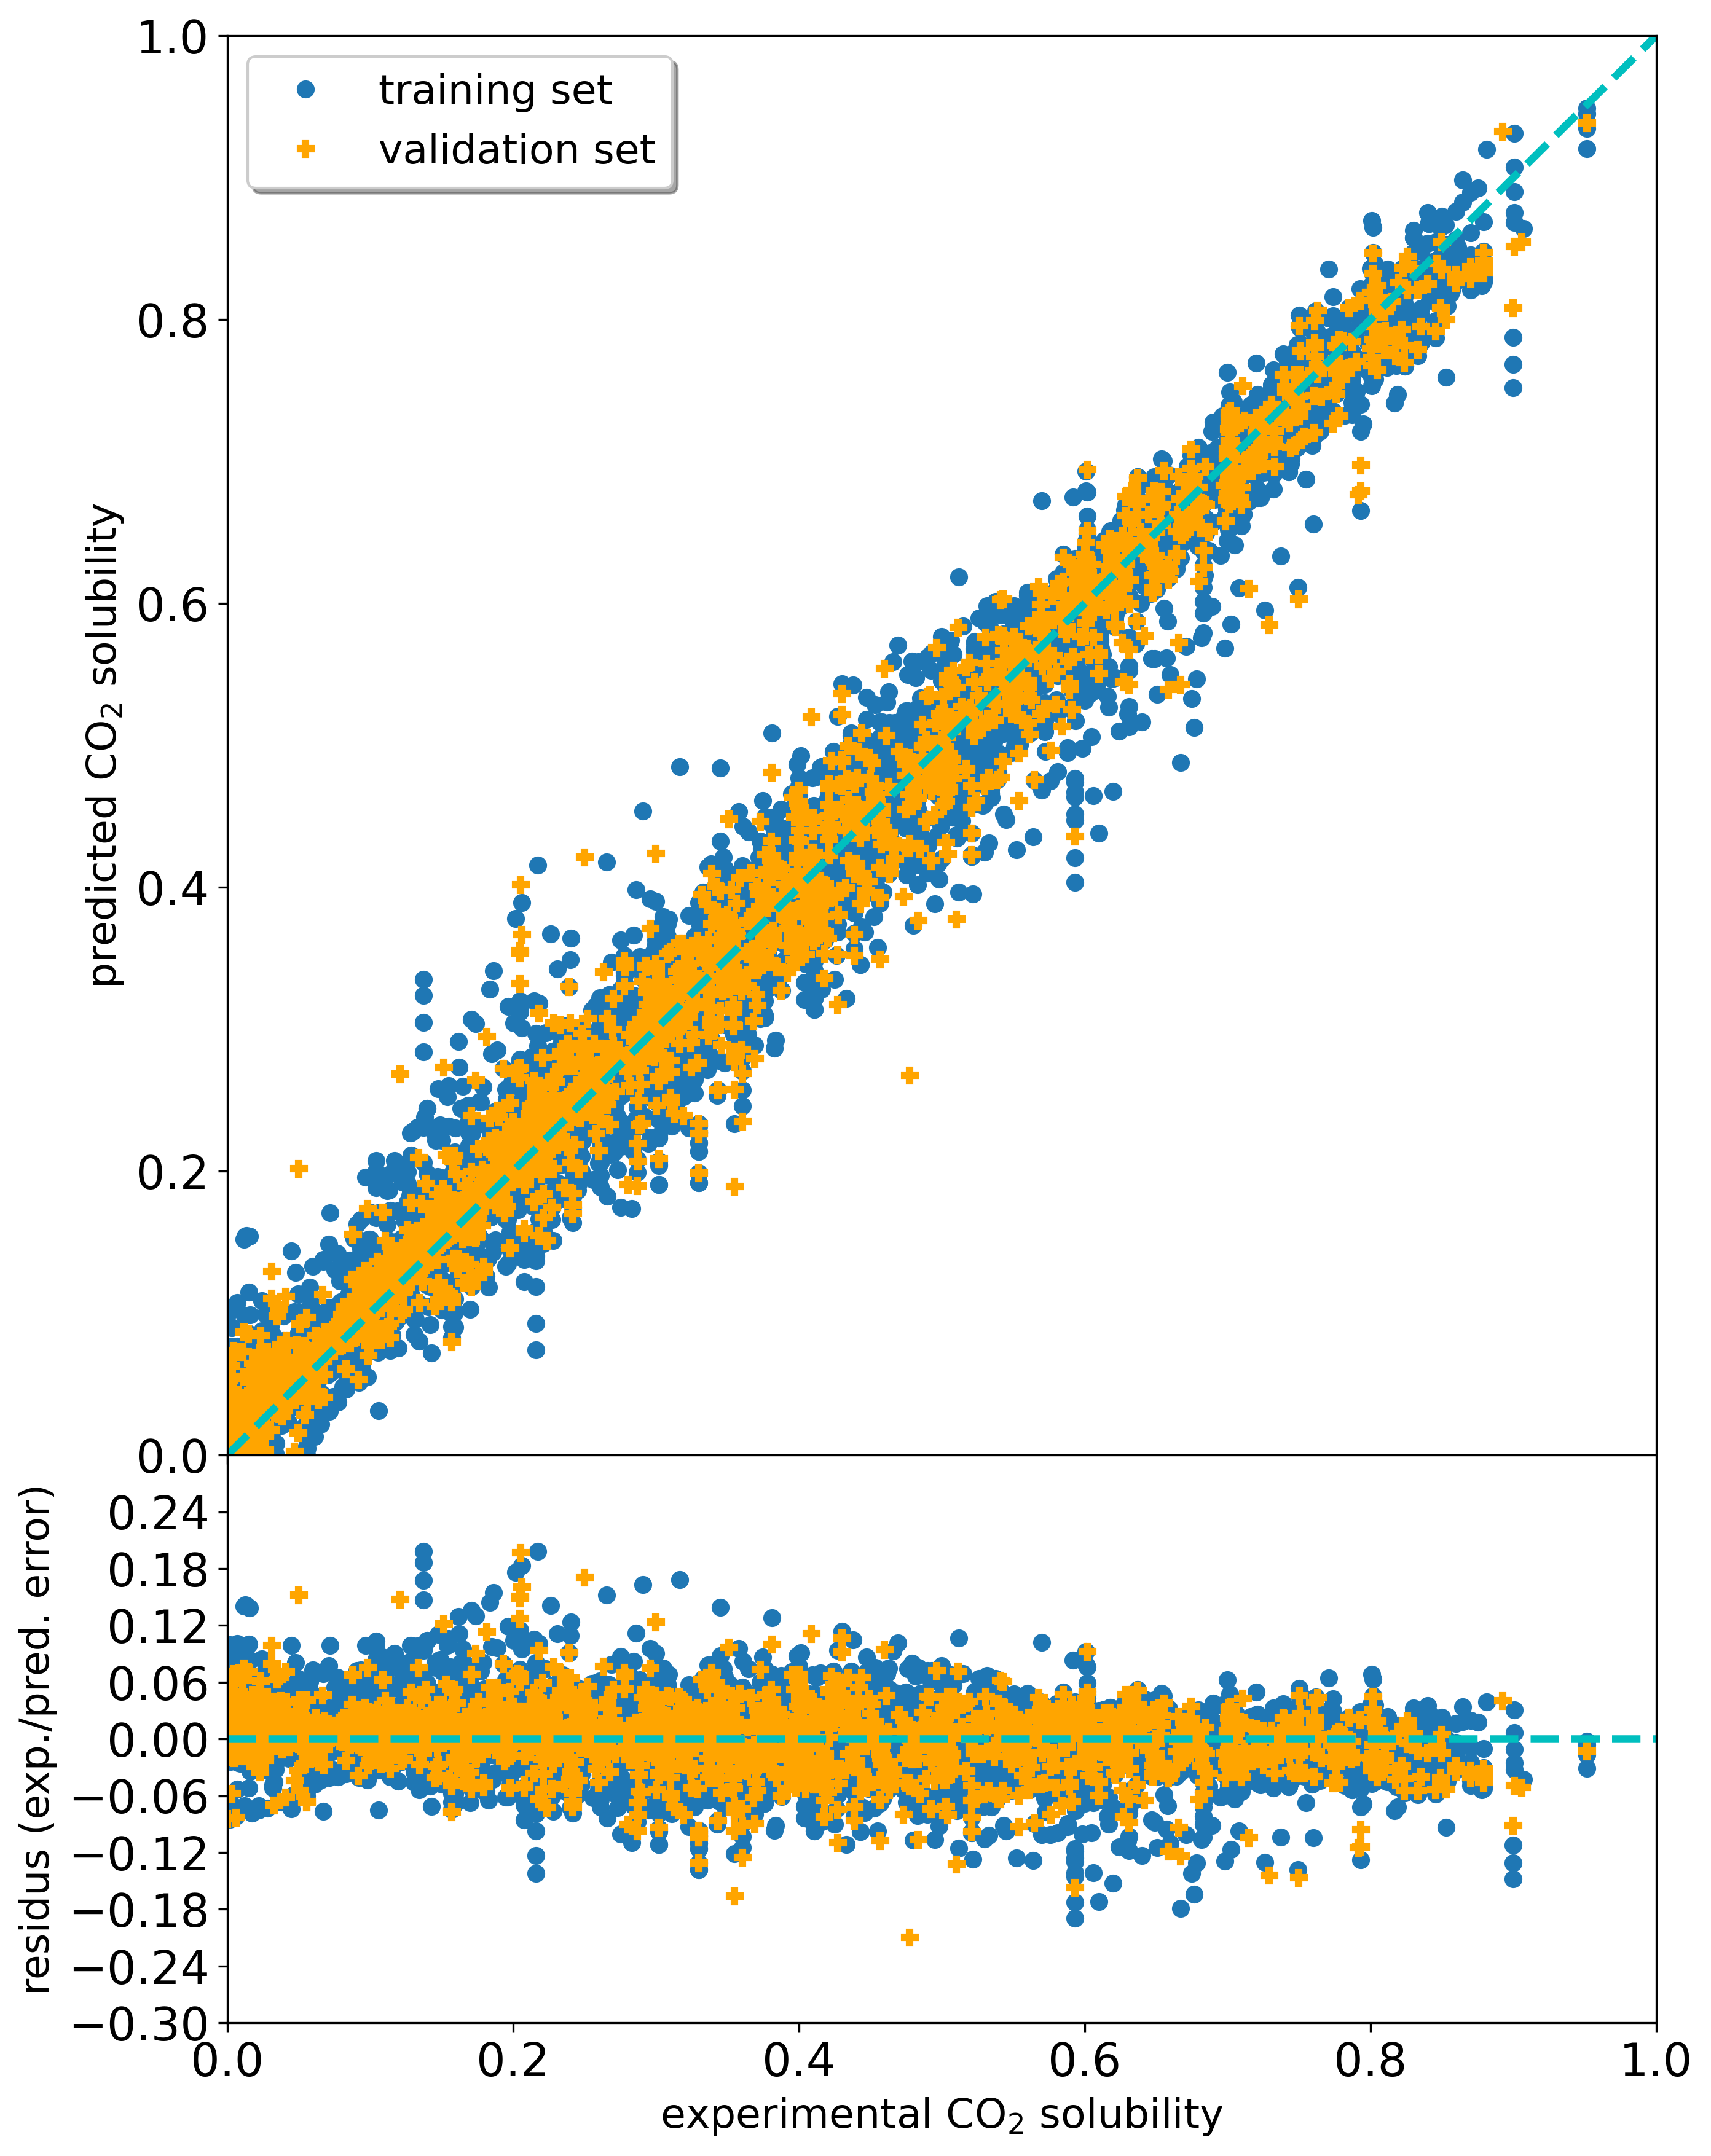 training set
validation set
predicted CO₂ solubility
1.0
0.8
0.6
0.4
0.2
0.0
residus (exp./pred. error)
0.24
0.18
0.12
0.06
0.00
−0.06
−0.12
−0.18
−0.24
−0.30
0.0 0.2 0.4 0.6 0.8 1.0
experimental CO₂ solubility